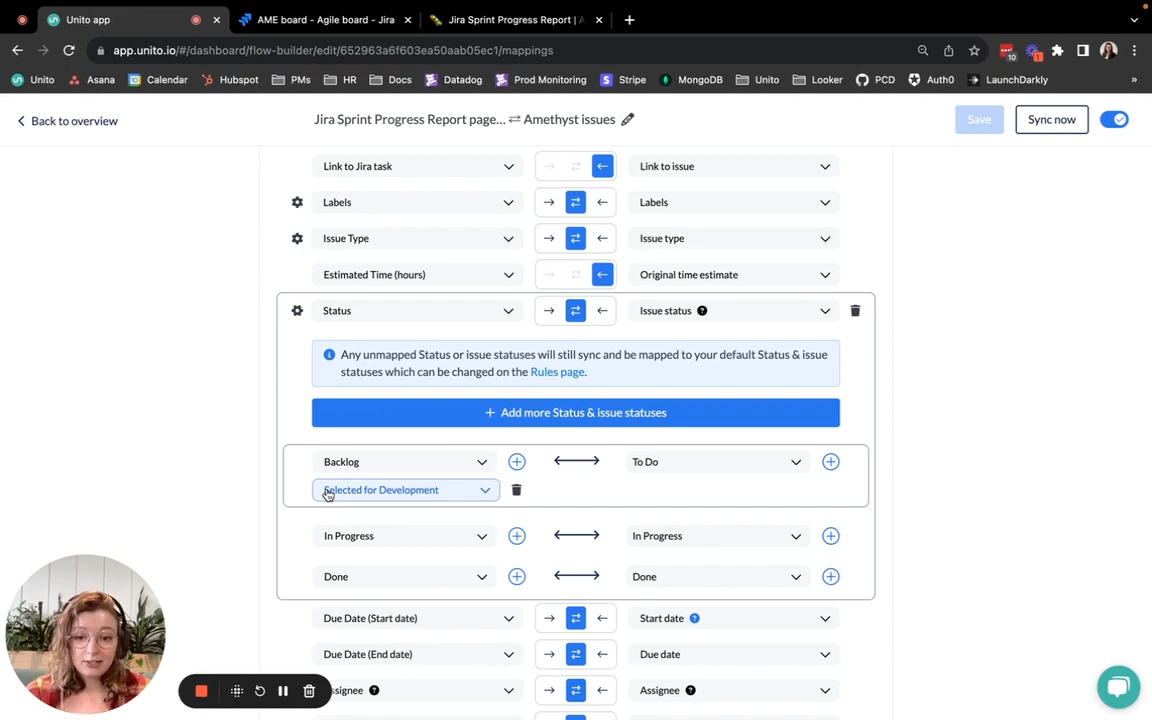 Unito app
AME board - Agile board - Jira
Jira Sprint Progress Report | A
app.unito.io/#/dashboard/flow-builder/edit/652963a6f603ea50aab05ec1/mappings
10
1
Unito
Asana
Calendar
Hubspot
PMs
HR
Docs
Datadog
Prod Monitoring
Stripe
MongoDB
Unito
Looker
PCD
Auth0
LaunchDarkly
»
Back to overview
Jira Sprint Progress Report page... ⇄ Amethyst issues
Save
Sync now
Link to Jira task
Link to issue
Labels
Labels
Issue Type
Issue type
Estimated Time (hours)
Original time estimate
Status
Issue status ?
Any unmapped Status or issue statuses will still sync and be mapped to your default Status & issue
statuses which can be changed on the Rules page.
+ Add more Status & issue statuses
Backlog
To Do
Selected for Development
In Progress
In Progress
Done
Done
Due Date (Start date)
Start date ?
Due Date (End date)
Due date
ssignee ?
Assignee ?